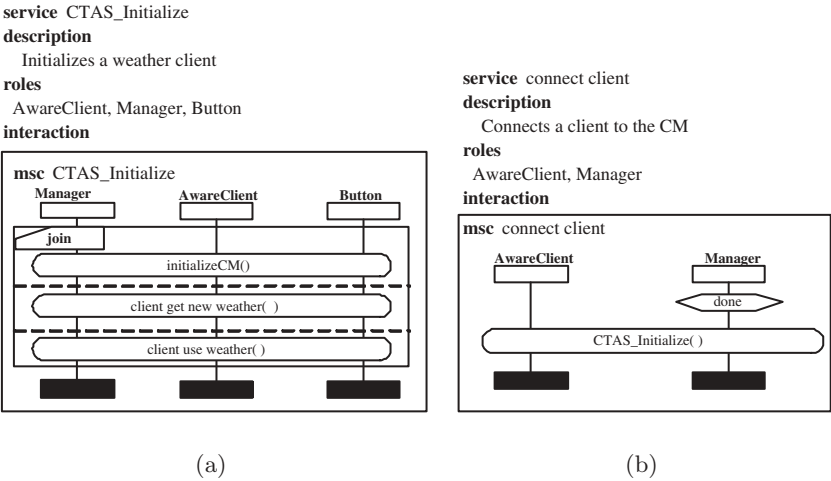 service CTAS_Initialize
description
Initializes a weather client
roles
AwareClient, Manager, Button
interaction
msc CTAS_Initialize
Manager AwareClient Button
join
initializeCM()
client get new weather( )
client use weather( )
(a)
service connect client
description
Connects a client to the CM
roles
AwareClient, Manager
interaction
msc connect client
AwareClient Manager
done
CTAS_Initialize( )
(b)